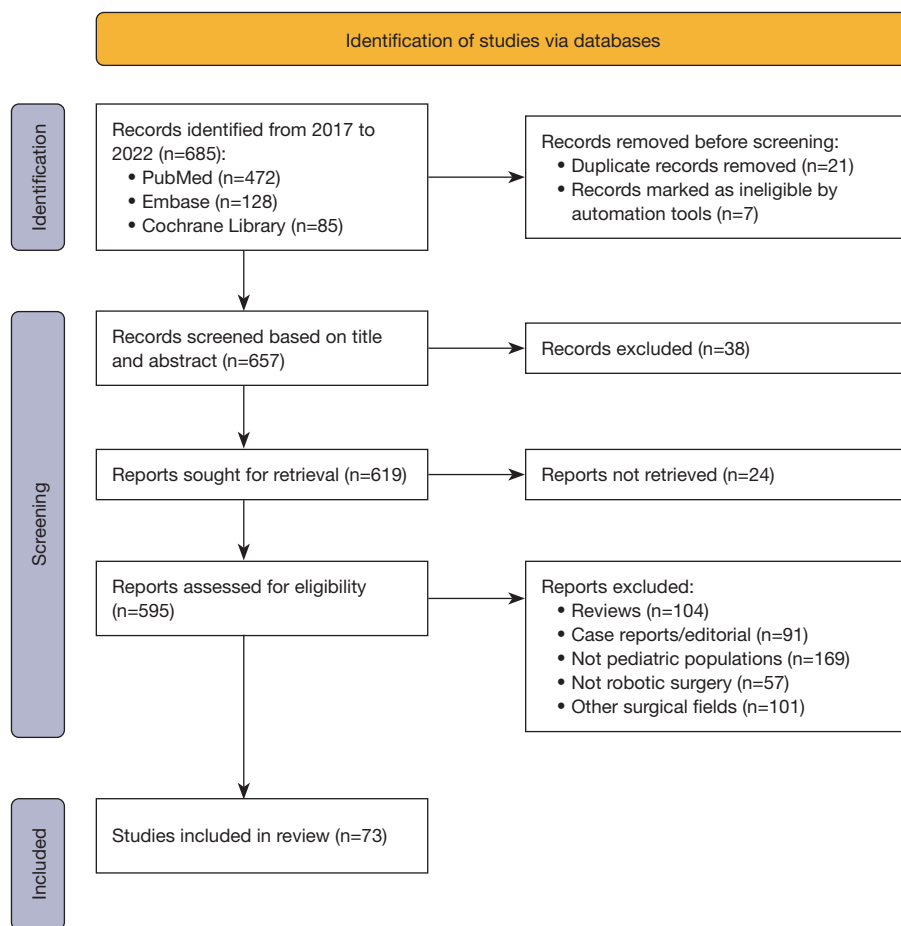 Identification of studies via databases
Identification
Records identified from 2017 to
2022 (n=685):
• PubMed (n=472)
• Embase (n=128)
• Cochrane Library (n=85)
Records removed before screening:
• Duplicate records removed (n=21)
• Records marked as ineligible by
automation tools (n=7)
Screening
Records screened based on title
and abstract (n=657)
Records excluded (n=38)
Reports sought for retrieval (n=619)
Reports not retrieved (n=24)
Reports assessed for eligibility
(n=595)
Reports excluded:
• Reviews (n=104)
• Case reports/editorial (n=91)
• Not pediatric populations (n=169)
• Not robotic surgery (n=57)
• Other surgical fields (n=101)
Included
Studies included in review (n=73)